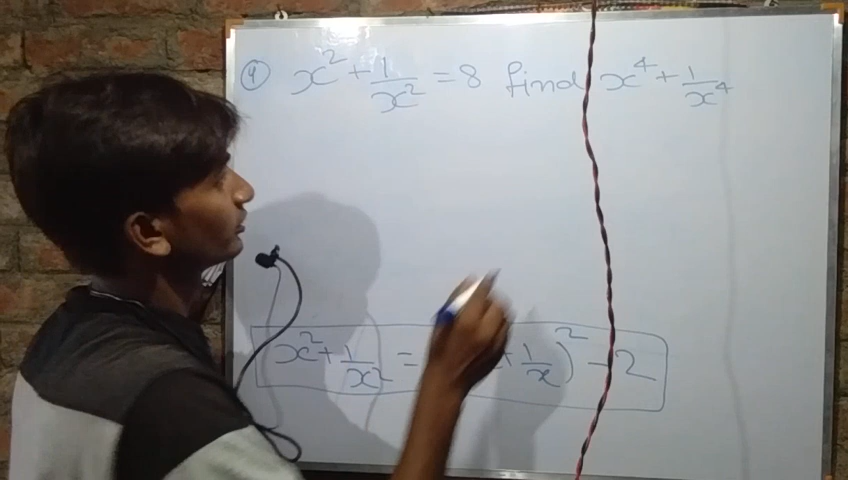 ④ x² + 1/x² = 8 find x⁴ + 1/x⁴
x² + 1/x² = + 1/x)² - 2